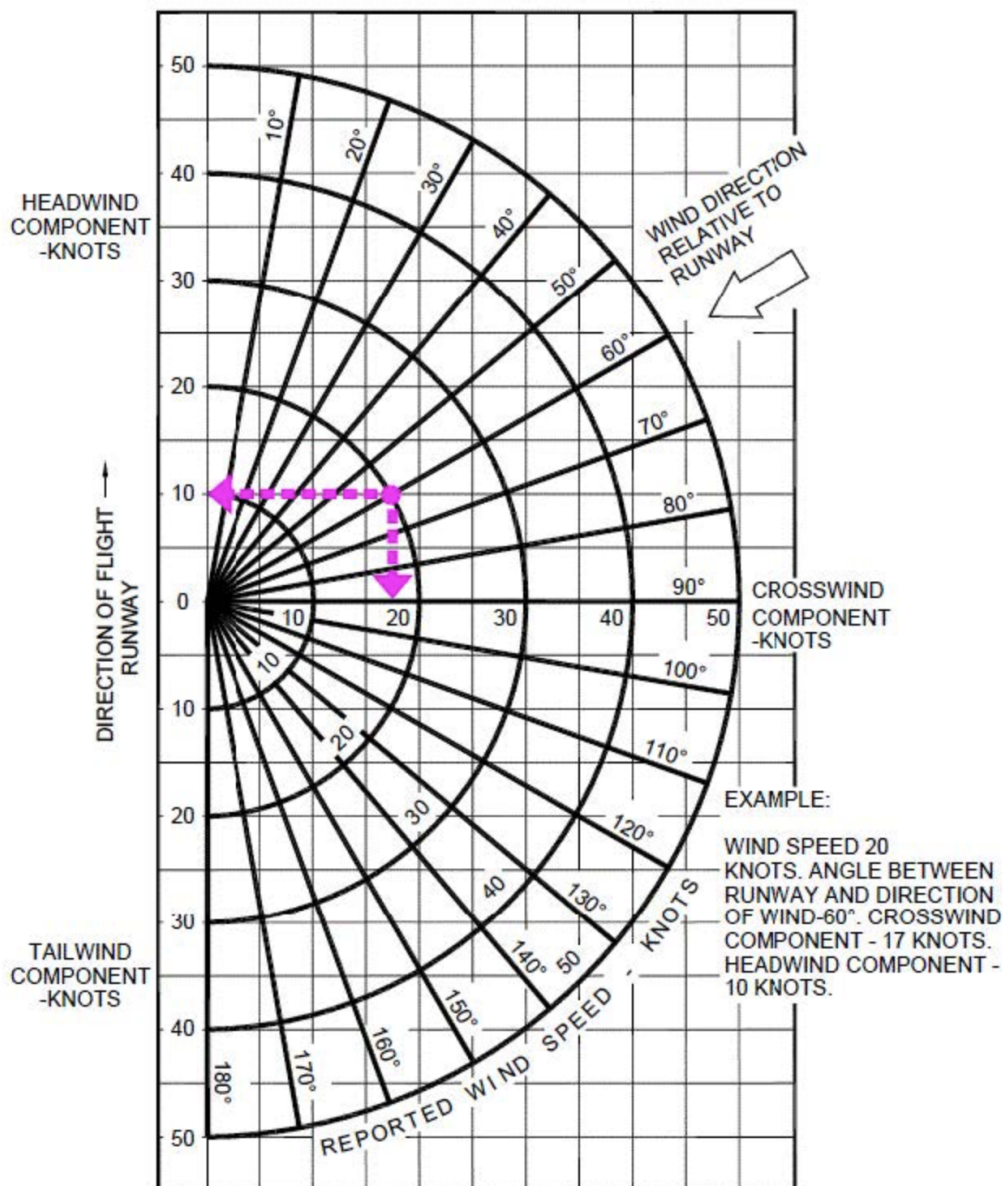 50
10°
20°
30°
40°
50°
60°
70°
80°
90°
40
HEADWIND
COMPONENT
-KNOTS
30
20
10
0
WIND DIRECTION
RELATIVE TO
RUNWAY
DIRECTION OF FLIGHT
RUNWAY
10
20
30
40
50
CROSSWIND
COMPONENT
-KNOTS
100°
110°
120°
130°
140°
150°
160°
170°
180°
10
20
30
40
50
10
20
30
40
50
TAILWIND
COMPONENT
-KNOTS
REPORTED WIND SPEED - KNOTS
EXAMPLE:
WIND SPEED 20
KNOTS. ANGLE BETWEEN
RUNWAY AND DIRECTION
OF WIND-60°. CROSSWIND
COMPONENT - 17 KNOTS.
HEADWIND COMPONENT -
10 KNOTS.